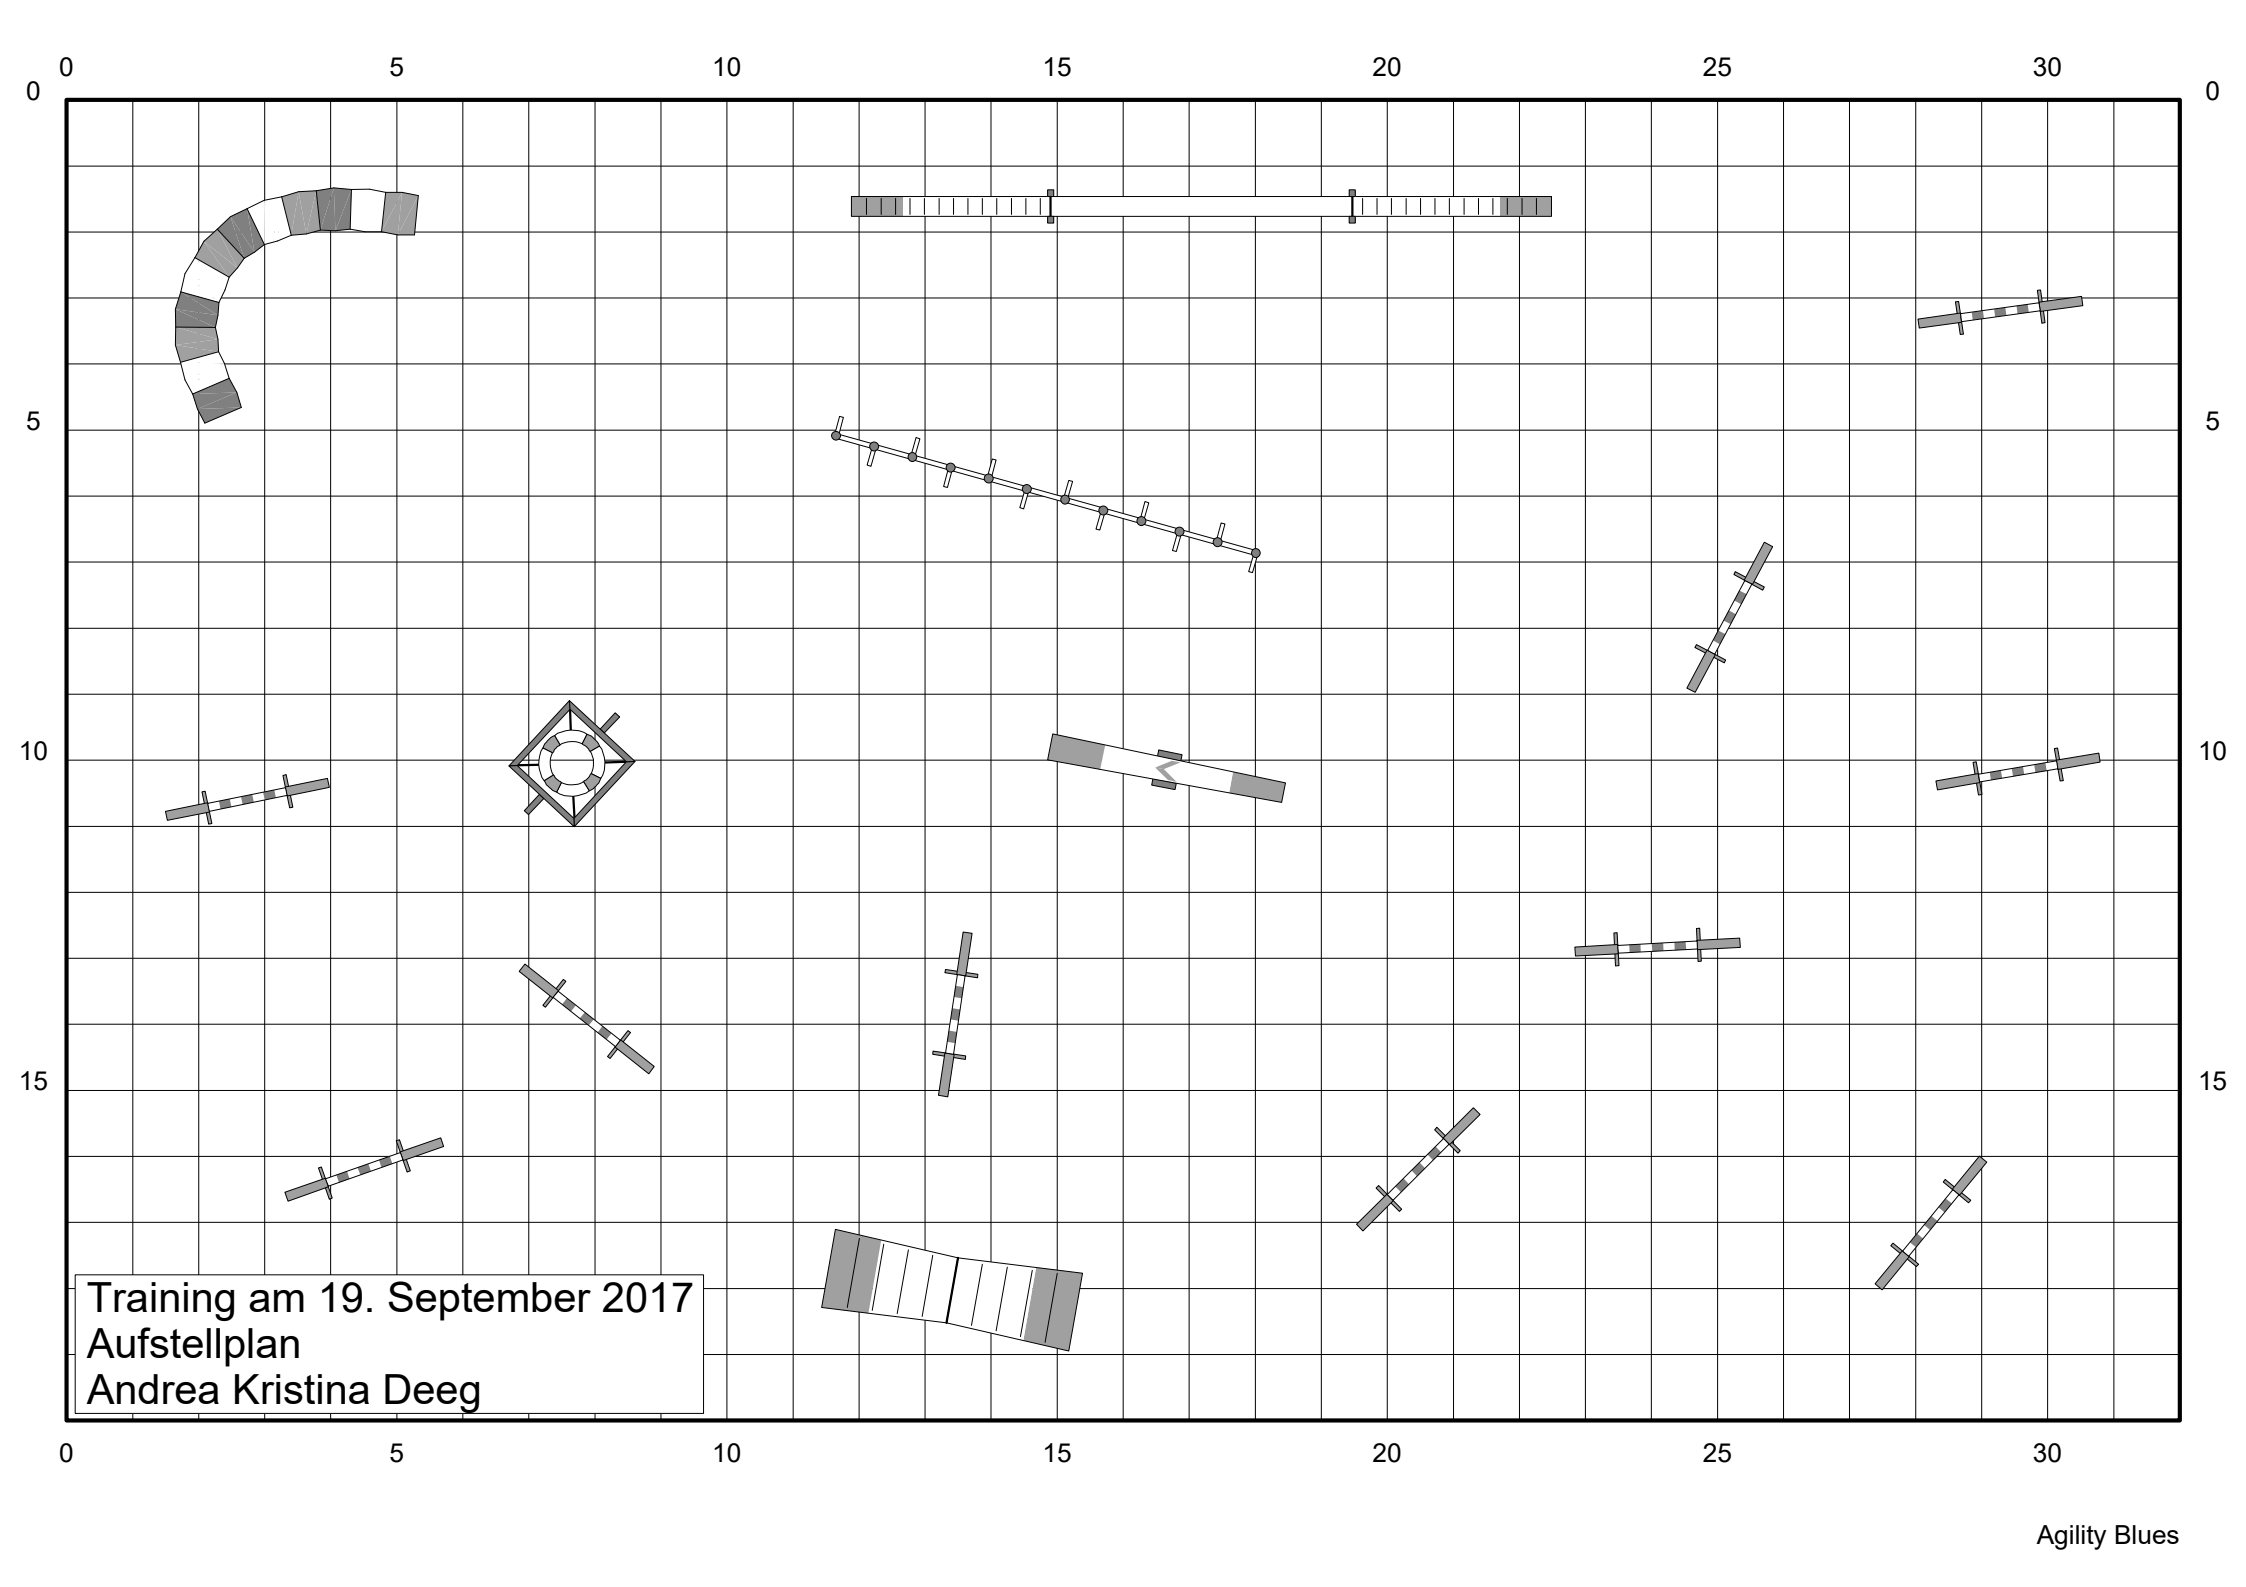 0 5 10 15 20 25 30
0 0
5 5
10 10
15 15
Training am 19. September 2017
Aufstellplan
Andrea Kristina Deeg
0 5 10 15 20 25 30
Agility Blues